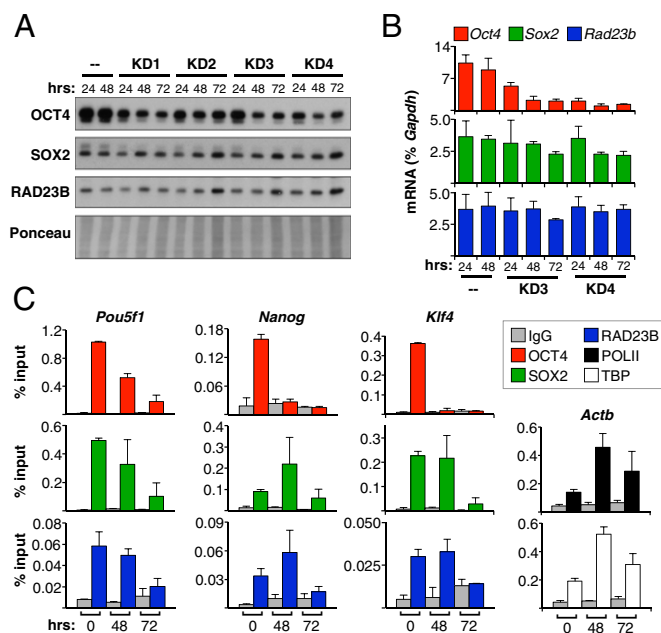 A
-- KD1 KD2 KD3 KD4
hrs: 24 48 24 48 72 24 48 72 24 48 72 24 48 72
OCT4
SOX2
RAD23B
Ponceau
B
Oct4 Sox2 Rad23b
mRNA (% Gapdh)
14
7
5.0
2.5
5.0
2.5
hrs: 24 48 24 48 72 24 48 72
-- KD3 KD4
C
Pou5f1 Nanog Klf4
IgG RAD23B
OCT4 POLII
SOX2 TBP
% input
1.2
0.8
0.4
0.18
0.12
0.06
0.4
0.3
0.2
0.1
Actb
% input
0.6
0.4
0.2
0.4
0.3
0.2
0.1
0.3
0.2
0.1
0.6
0.4
0.2
% input
0.08
0.06
0.04
0.02
0.09
0.06
0.03
0.050
0.025
0.6
0.4
0.2
hrs: 0 48 72 0 48 72 0 48 72 0 48 72